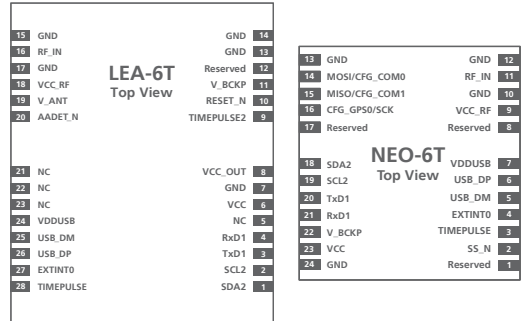 15 GND GND 14
16 RF_IN GND 13
17 GND Reserved 12
LEA-6T
Top View
18 VCC_RF V_BCKP 11
19 V_ANT RESET_N 10
20 AADET_N TIMEPULSE2 9
21 NC VCC_OUT 8
22 NC GND 7
23 NC VCC 6
24 VDDUSB NC 5
25 USB_DM RxD1 4
26 USB_DP TxD1 3
27 EXTINT0 SCL2 2
28 TIMEPULSE SDA2 1
13 GND GND 12
14 MOSI/CFG_COM0 RF_IN 11
15 MISO/CFG_COM1 GND 10
16 CFG_GPS0/SCK VCC_RF 9
17 Reserved Reserved 8
NEO-6T
Top View
18 SDA2 VDDUSB 7
19 SCL2 USB_DP 6
20 TxD1 USB_DM 5
21 RxD1 EXTINT0 4
22 V_BCKP TIMEPULSE 3
23 VCC SS_N 2
24 GND Reserved 1